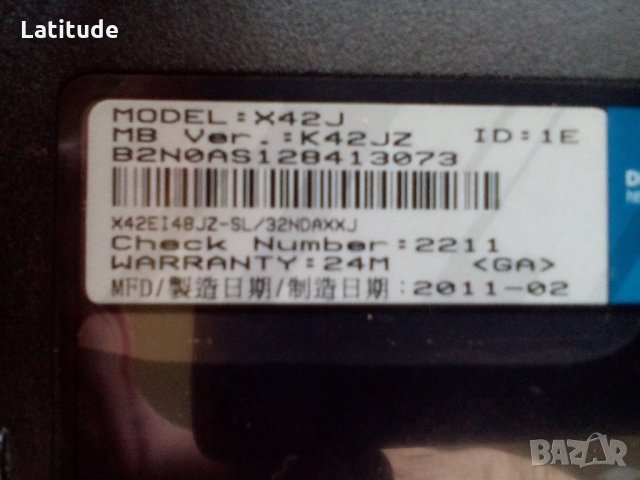 Latitude
MODEL:X42J
MB Ver.:K42JZ ID:1E
B2N0AS128413073
X42EI48JZ-SL/32NDAXXJ
Check Number:2211
WARRANTY:24M <GA>
MFD/製造日期/制造日期:2011-02
BAZAR